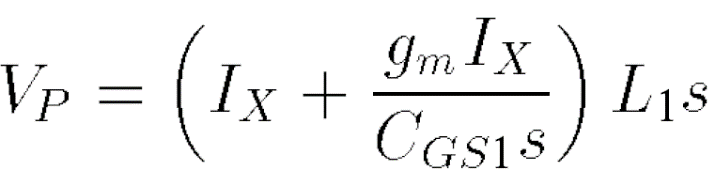 V_P = \left( I_X + \frac{g_m I_X}{C_{GS1} s} \right) L_1 s